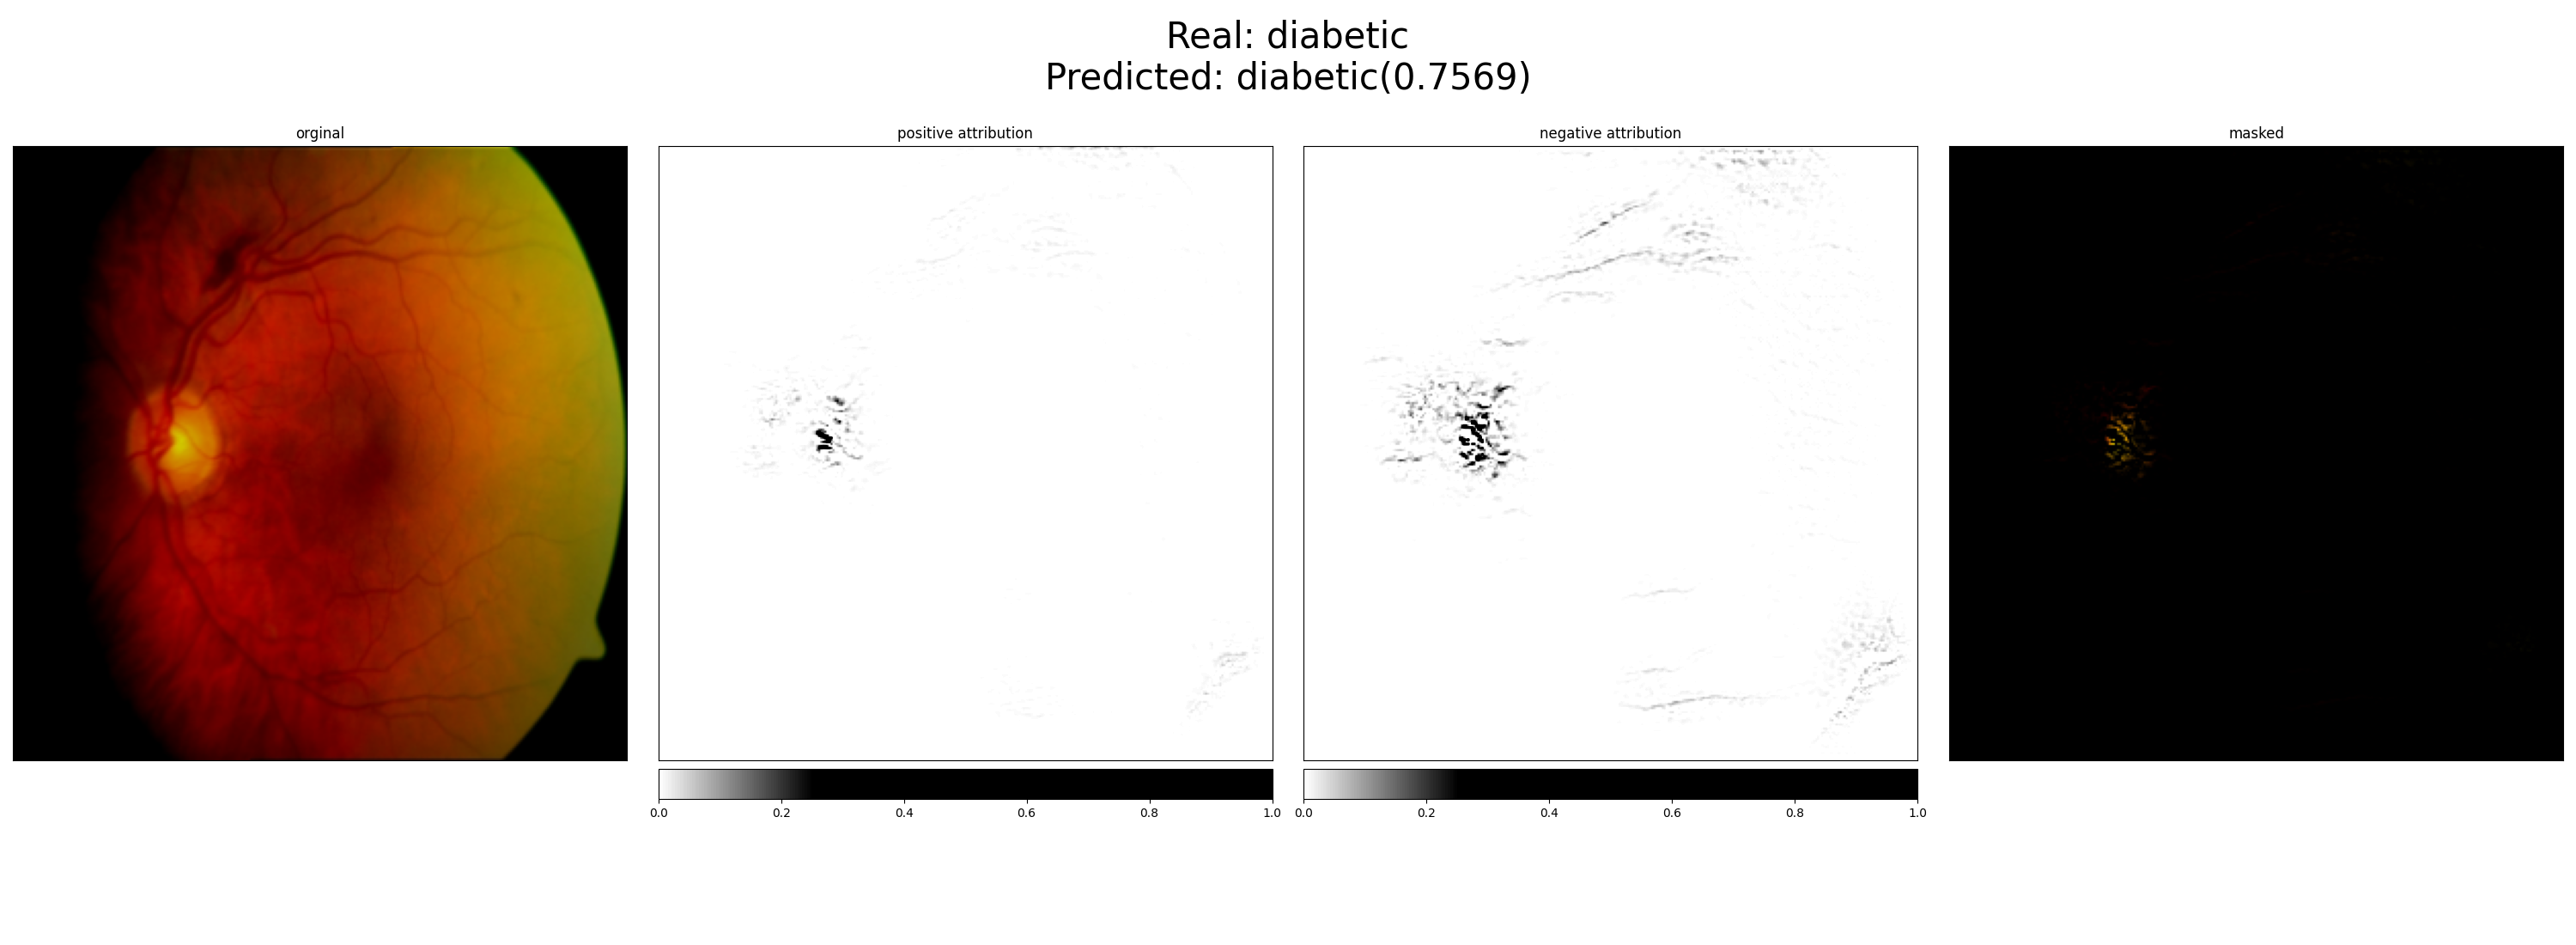 Real: diabetic
Predicted: diabetic(0.7569)
orginal
positive attribution
negative attribution
masked
0.0 0.2 0.4 0.6 0.8 1.0
0.0 0.2 0.4 0.6 0.8 1.0